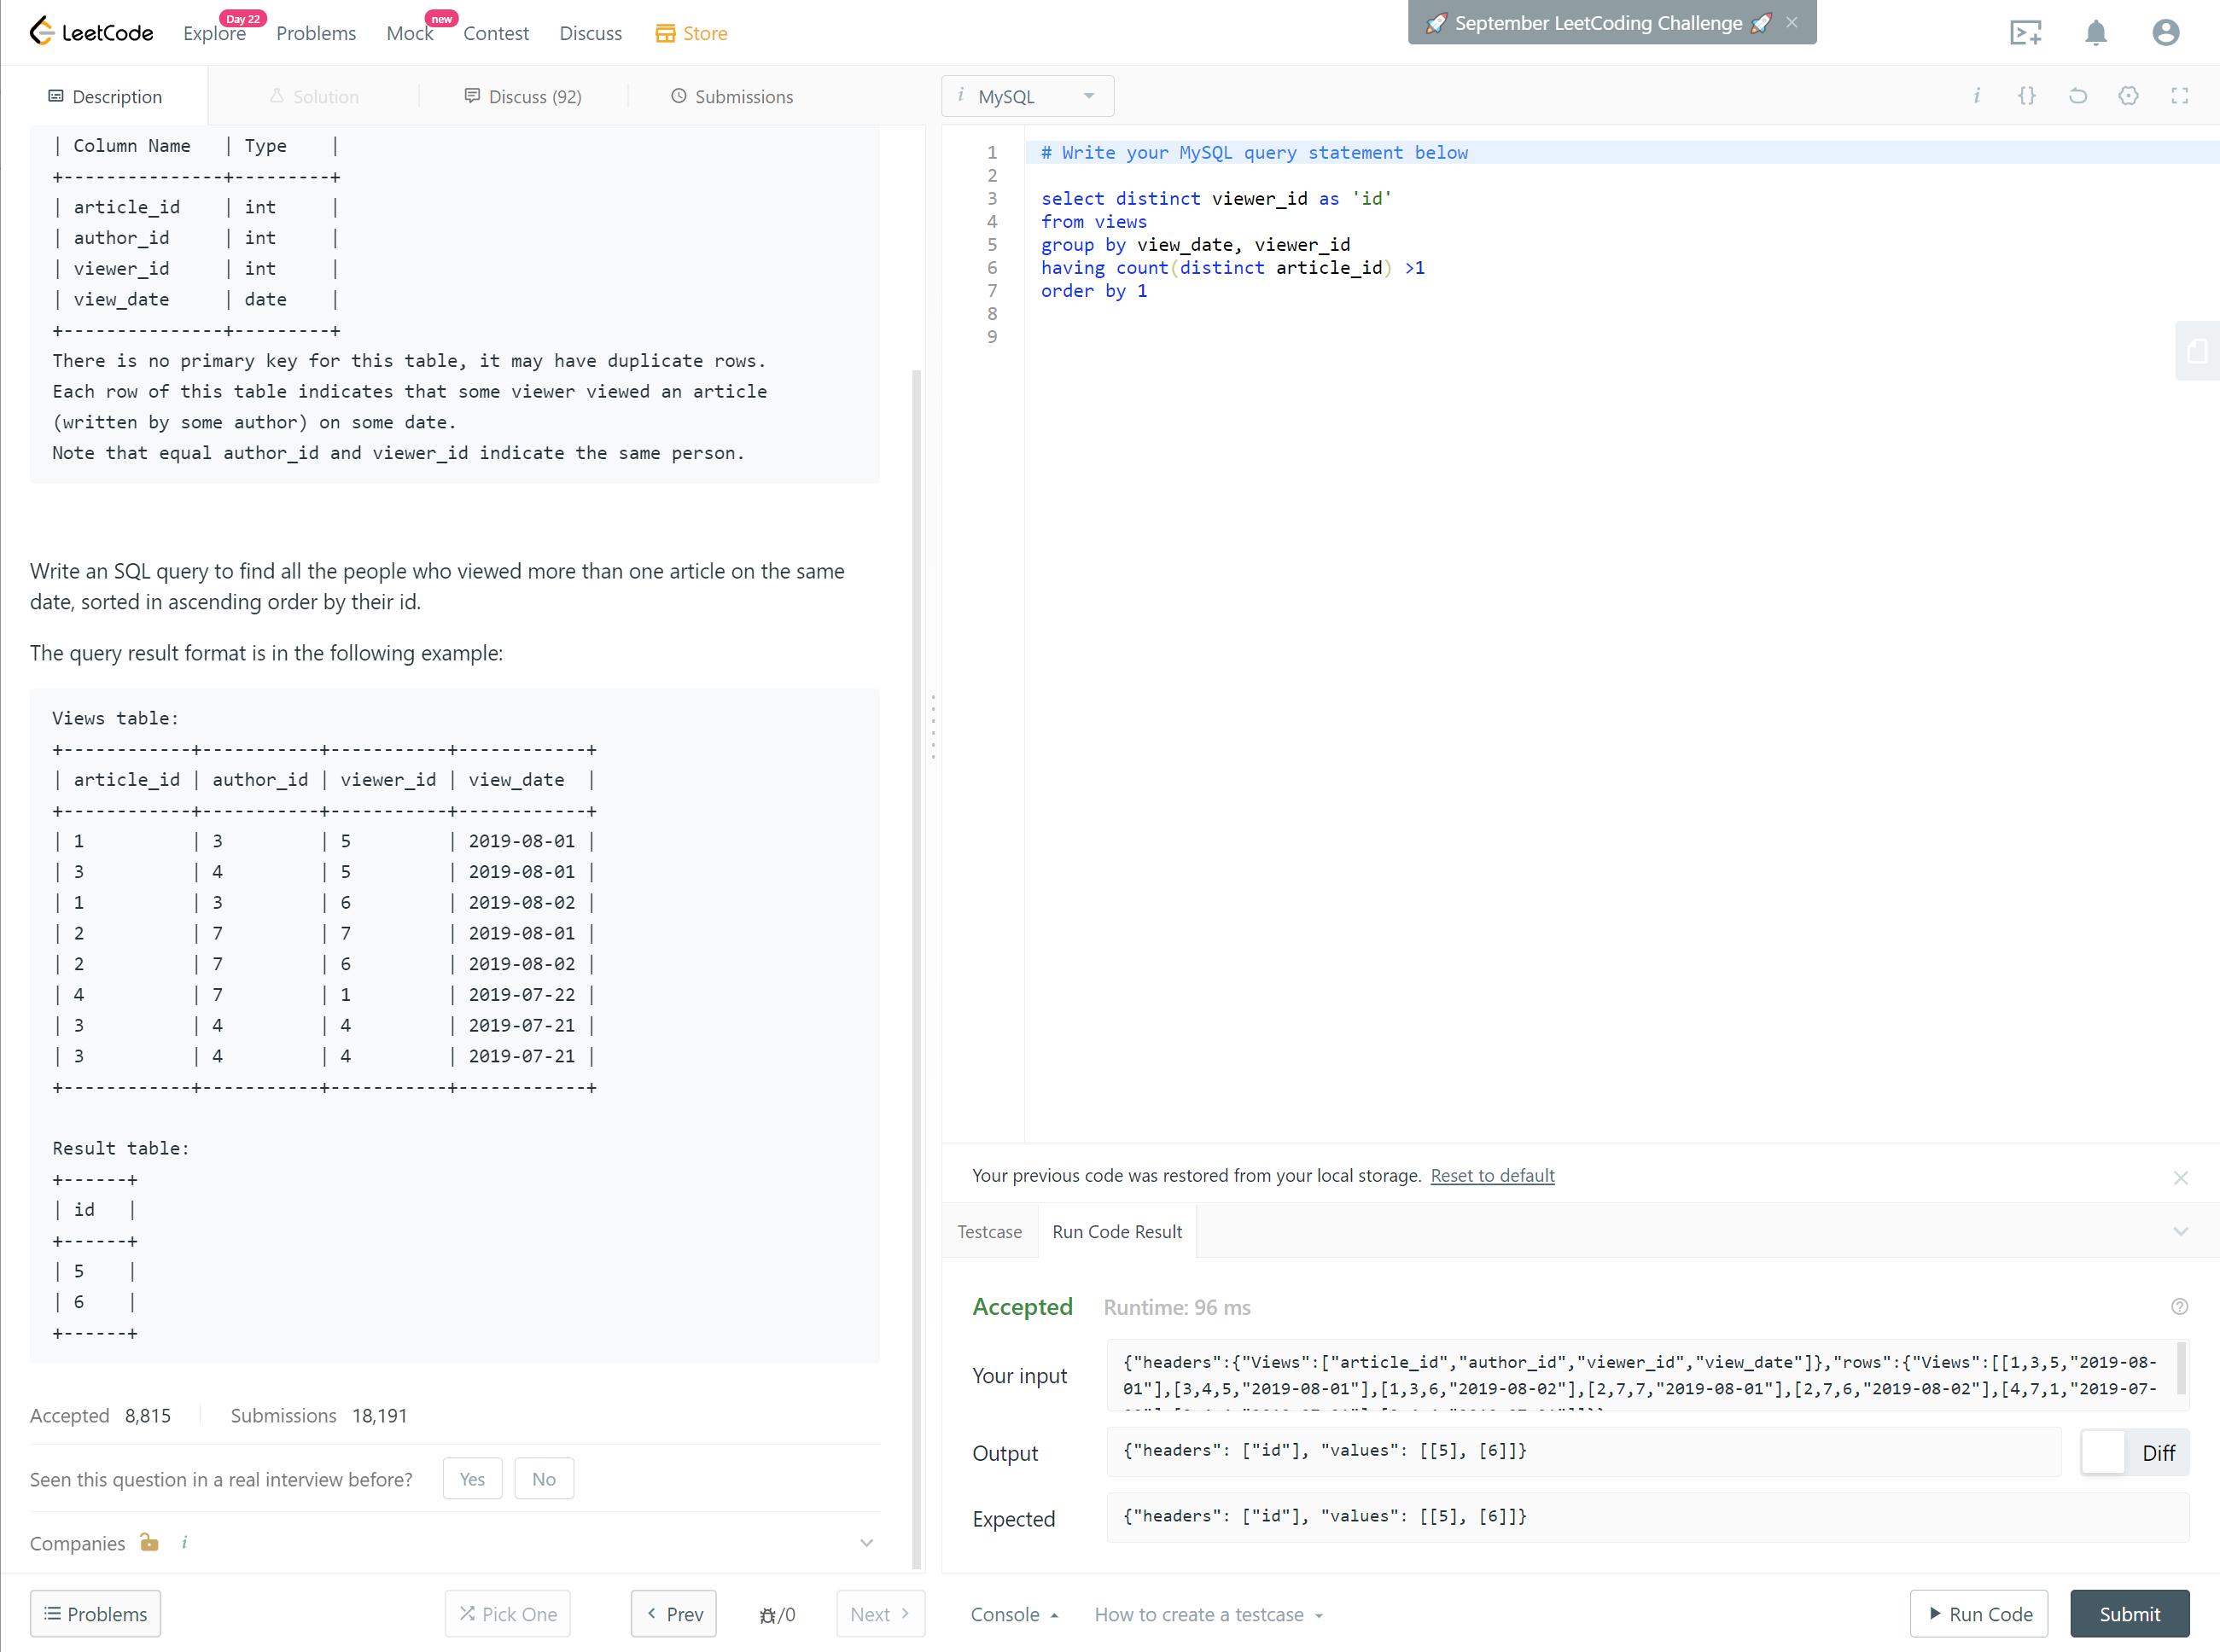 LeetCode
Explore
Day 22
Problems
Mock
new
Contest
Discuss
Store
🚀 September LeetCoding Challenge 🚀 ×
Description
Solution
Discuss (92)
Submissions
i MySQL
| Column Name   | Type    |
+---------------+---------+
| article_id    | int     |
| author_id     | int     |
| viewer_id     | int     |
| view_date     | date    |
+---------------+---------+
There is no primary key for this table, it may have duplicate rows.
Each row of this table indicates that some viewer viewed an article
(written by some author) on some date.
Note that equal author_id and viewer_id indicate the same person.
Write an SQL query to find all the people who viewed more than one article on the same
date, sorted in ascending order by their id.
The query result format is in the following example:
Views table:
+------------+-----------+-----------+------------+
| article_id | author_id | viewer_id | view_date  |
+------------+-----------+-----------+------------+
| 1          | 3         | 5         | 2019-08-01 |
| 3          | 4         | 5         | 2019-08-01 |
| 1          | 3         | 6         | 2019-08-02 |
| 2          | 7         | 7         | 2019-08-01 |
| 2          | 7         | 6         | 2019-08-02 |
| 4          | 7         | 1         | 2019-07-22 |
| 3          | 4         | 4         | 2019-07-21 |
| 3          | 4         | 4         | 2019-07-21 |
+------------+-----------+-----------+------------+
Result table:
+------+
| id   |
+------+
| 5    |
| 6    |
+------+
Accepted 8,815 Submissions 18,191
Seen this question in a real interview before? Yes No
Companies i
Problems
Pick One
< Prev
/0
Next >
i {}
1 # Write your MySQL query statement below
2
3 select distinct viewer_id as 'id'
4 from views
5 group by view_date, viewer_id
6 having count(distinct article_id) >1
7 order by 1
8
9
Your previous code was restored from your local storage. Reset to default
Testcase
Run Code Result
Accepted Runtime: 96 ms
Your input
{"headers":{"Views":["article_id","author_id","viewer_id","view_date"]},"rows":{"Views":[[1,3,5,"2019-08-
01"],[3,4,5,"2019-08-01"],[1,3,6,"2019-08-02"],[2,7,7,"2019-08-01"],[2,7,6,"2019-08-02"],[4,7,1,"2019-07-
Output
{"headers": ["id"], "values": [[5], [6]]}
Diff
Expected
{"headers": ["id"], "values": [[5], [6]]}
Console
How to create a testcase
Run Code
Submit